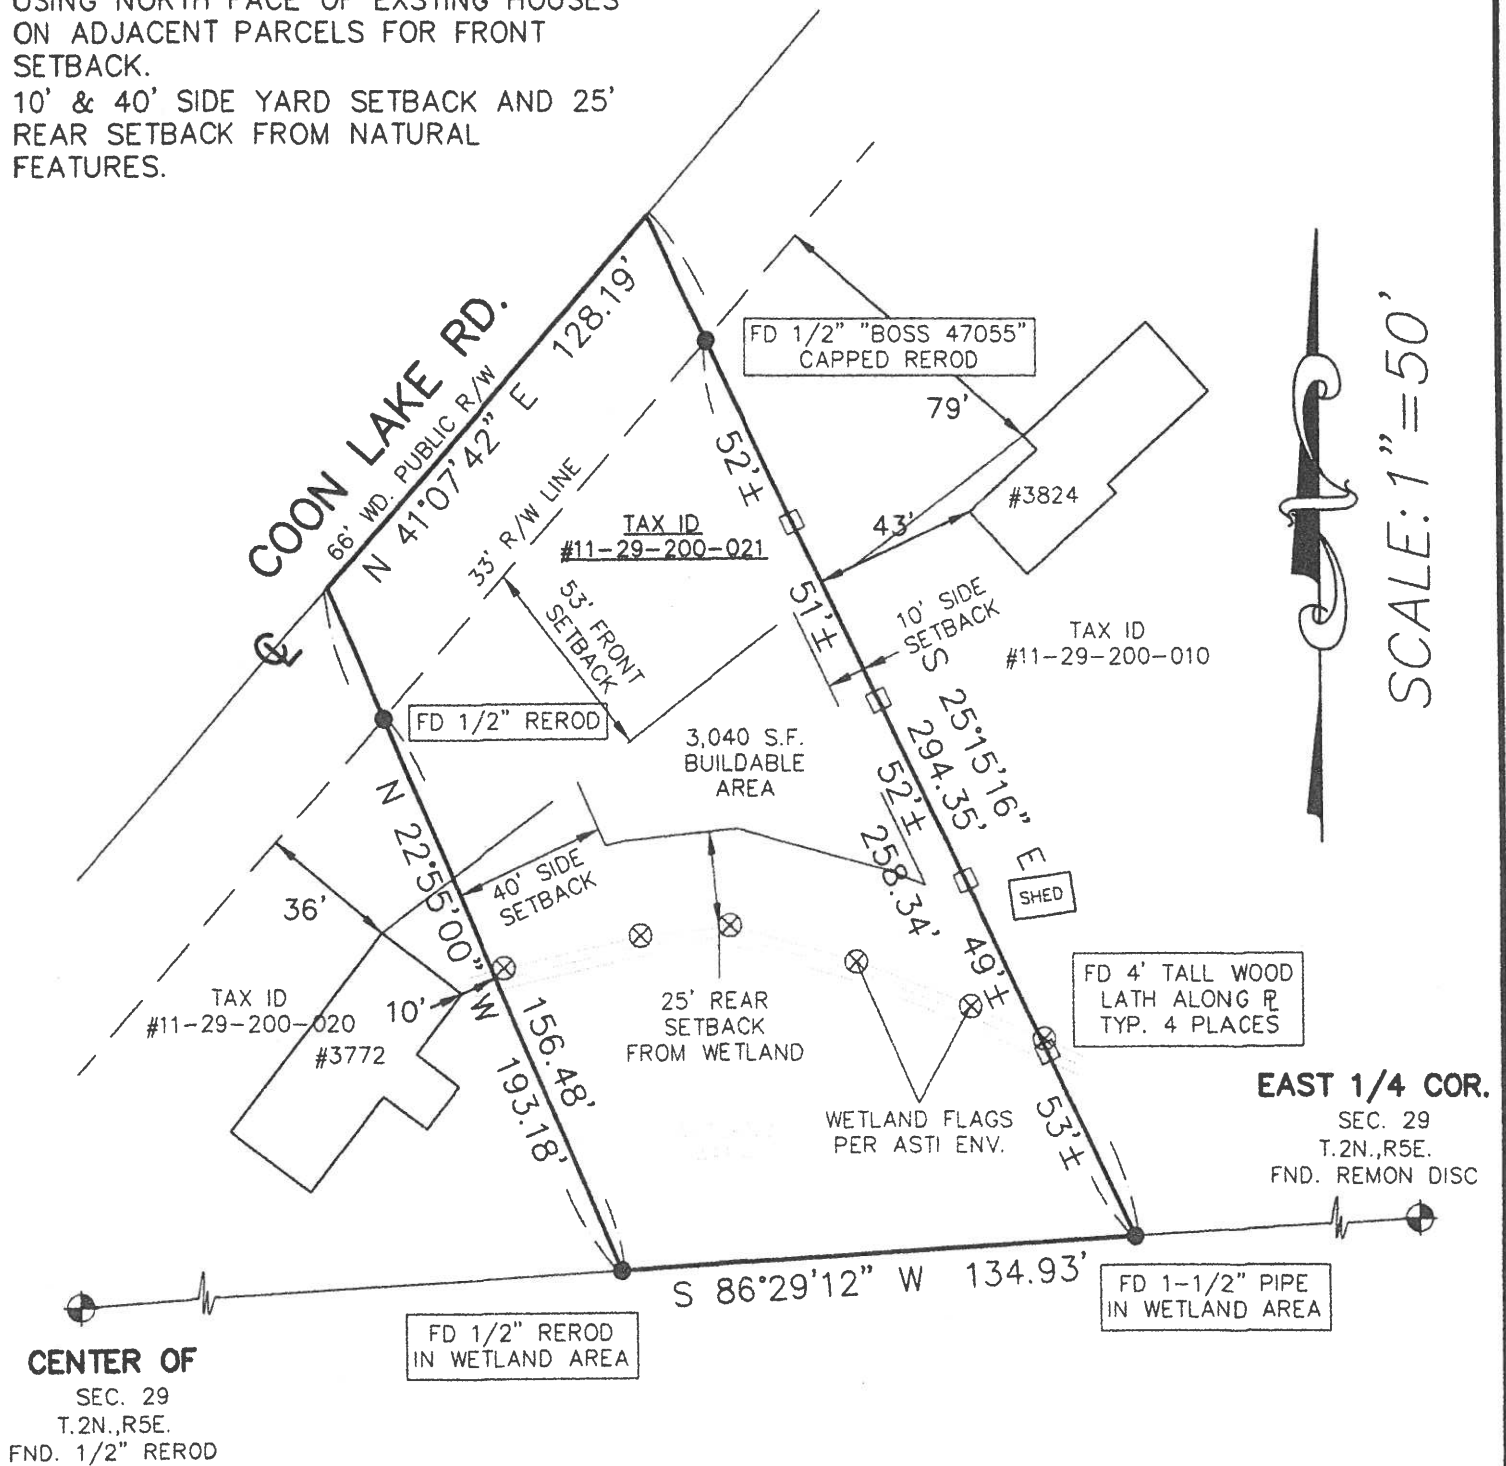 USING NORTH FACE OF EXSTING HOUSES
ON ADJACENT PARCELS FOR FRONT
SETBACK.
10' & 40' SIDE YARD SETBACK AND 25'
REAR SETBACK FROM NATURAL
FEATURES.
COON LAKE RD.
66' WD. PUBLIC R/W
N 41°07'42" E 128.19'
33' R/W LINE
FD 1/2" "BOSS 47055"
CAPPED REROD
79'
#3824
43'
52'±
TAX ID
#11-29-200-021
53' FRONT
SETBACK
51'±
10' SIDE
SETBACK
TAX ID
#11-29-200-010
SCALE: 1"=50'
FD 1/2" REROD
3,040 S.F.
BUILDABLE
AREA
S 25°15'16" E
294.35'
52'±
258.34'
SHED
N 22°55'00" W
40' SIDE
SETBACK
36'
10'
TAX ID
#11-29-200-020
#3772
156.48'
193.18'
25' REAR
SETBACK
FROM WETLAND
49'±
FD 4' TALL WOOD
LATH ALONG PL
TYP. 4 PLACES
WETLAND FLAGS
PER ASTI ENV.
53'±
EAST 1/4 COR.
SEC. 29
T.2N.,R5E.
FND. REMON DISC
S 86°29'12" W 134.93'
FD 1-1/2" PIPE
IN WETLAND AREA
FD 1/2" REROD
IN WETLAND AREA
CENTER OF
SEC. 29
T.2N.,R5E.
FND. 1/2" REROD